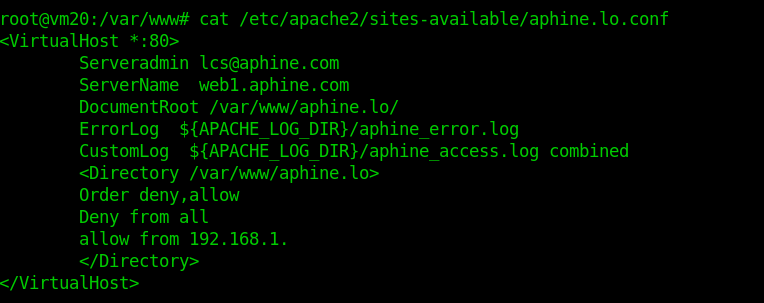 root@vm20:/var/www# cat /etc/apache2/sites-available/aphine.lo.conf
<VirtualHost *:80>
        Serveradmin lcs@aphine.com
        ServerName  web1.aphine.com
        DocumentRoot /var/www/aphine.lo/
        ErrorLog  ${APACHE_LOG_DIR}/aphine_error.log
        CustomLog  ${APACHE_LOG_DIR}/aphine_access.log combined
        <Directory /var/www/aphine.lo>
        Order deny,allow
        Deny from all
        allow from 192.168.1.
        </Directory>
</VirtualHost>